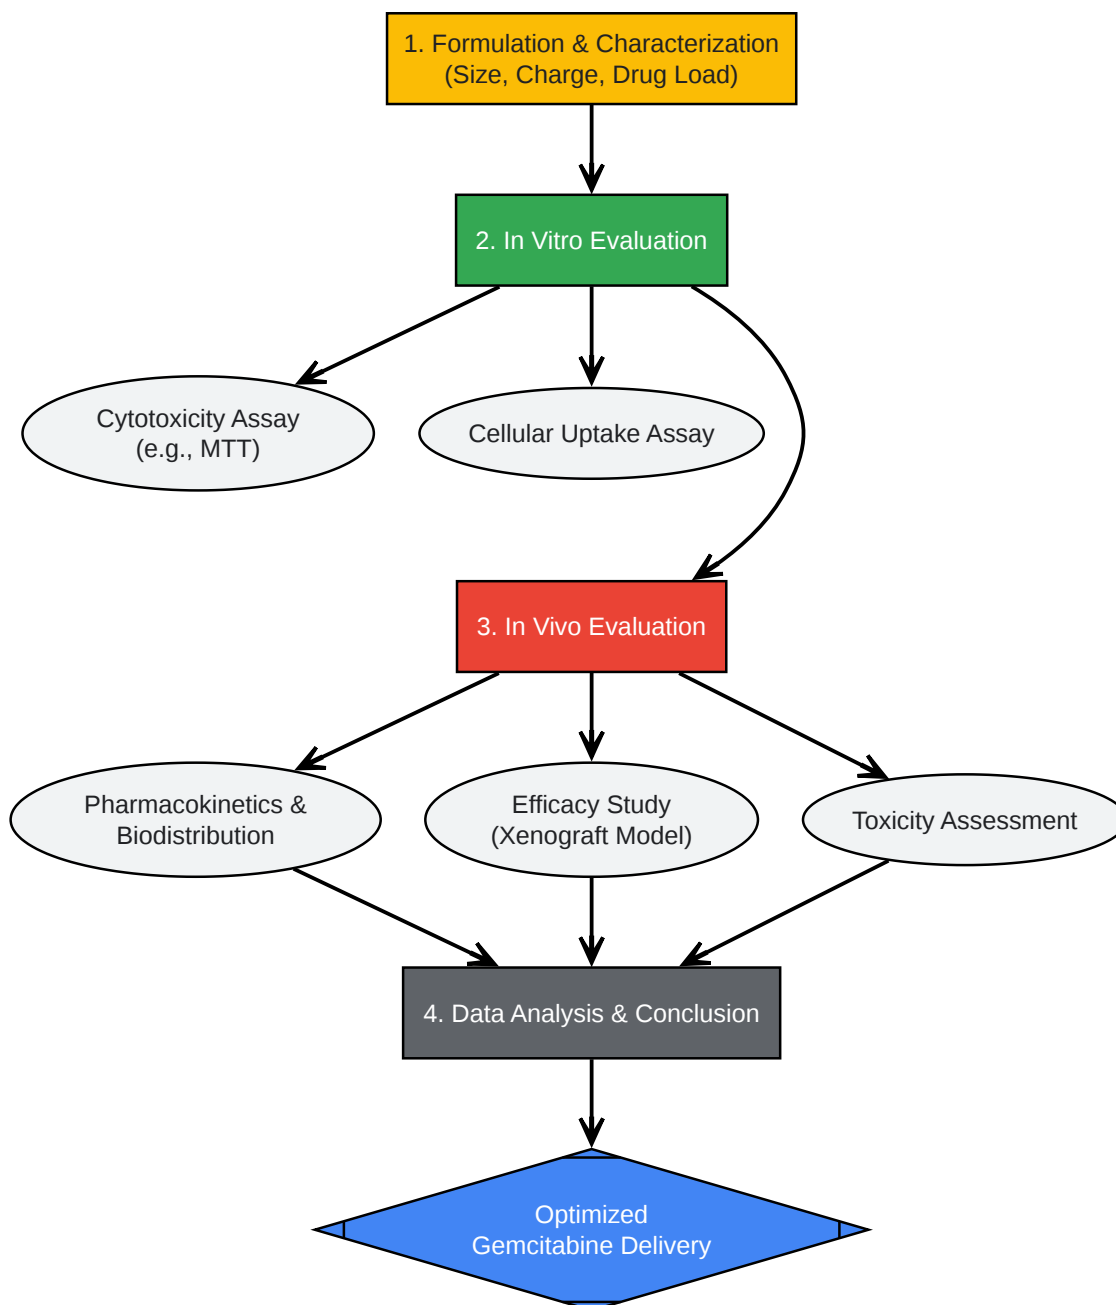 1. Formulation & Characterization
(Size, Charge, Drug Load)
2. In Vitro Evaluation
Cytotoxicity Assay
(e.g., MTT)
Cellular Uptake Assay
3. In Vivo Evaluation
Pharmacokinetics &
Biodistribution
Efficacy Study
(Xenograft Model)
Toxicity Assessment
4. Data Analysis & Conclusion
Optimized
Gemcitabine Delivery